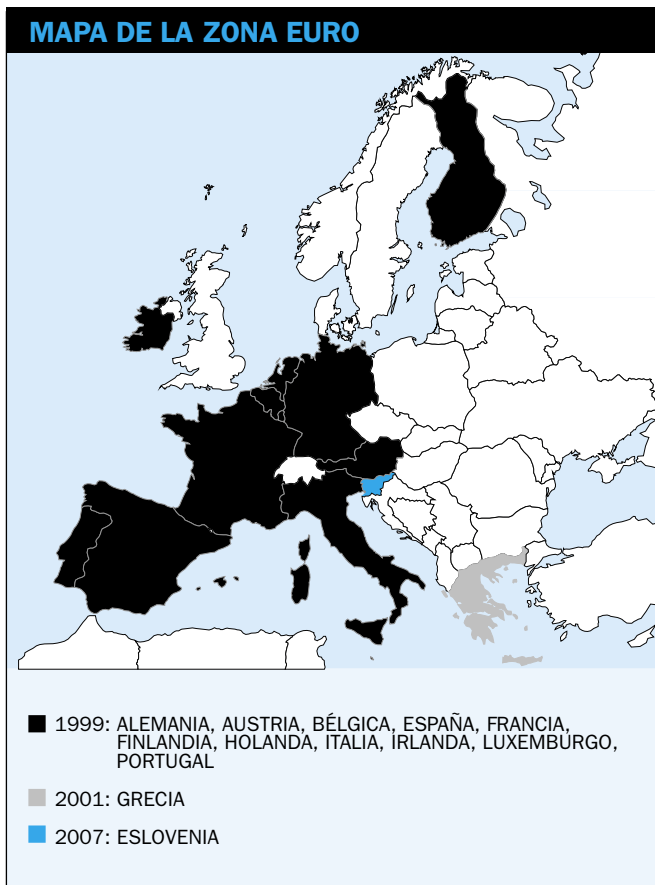 MAPA DE LA ZONA EURO
1999: ALEMANIA, AUSTRIA, BÉLGICA, ESPAÑA, FRANCIA,
FINLANDIA, HOLANDA, ITALIA, IRLANDA, LUXEMBURGO,
PORTUGAL
2001: GRECIA
2007: ESLOVENIA